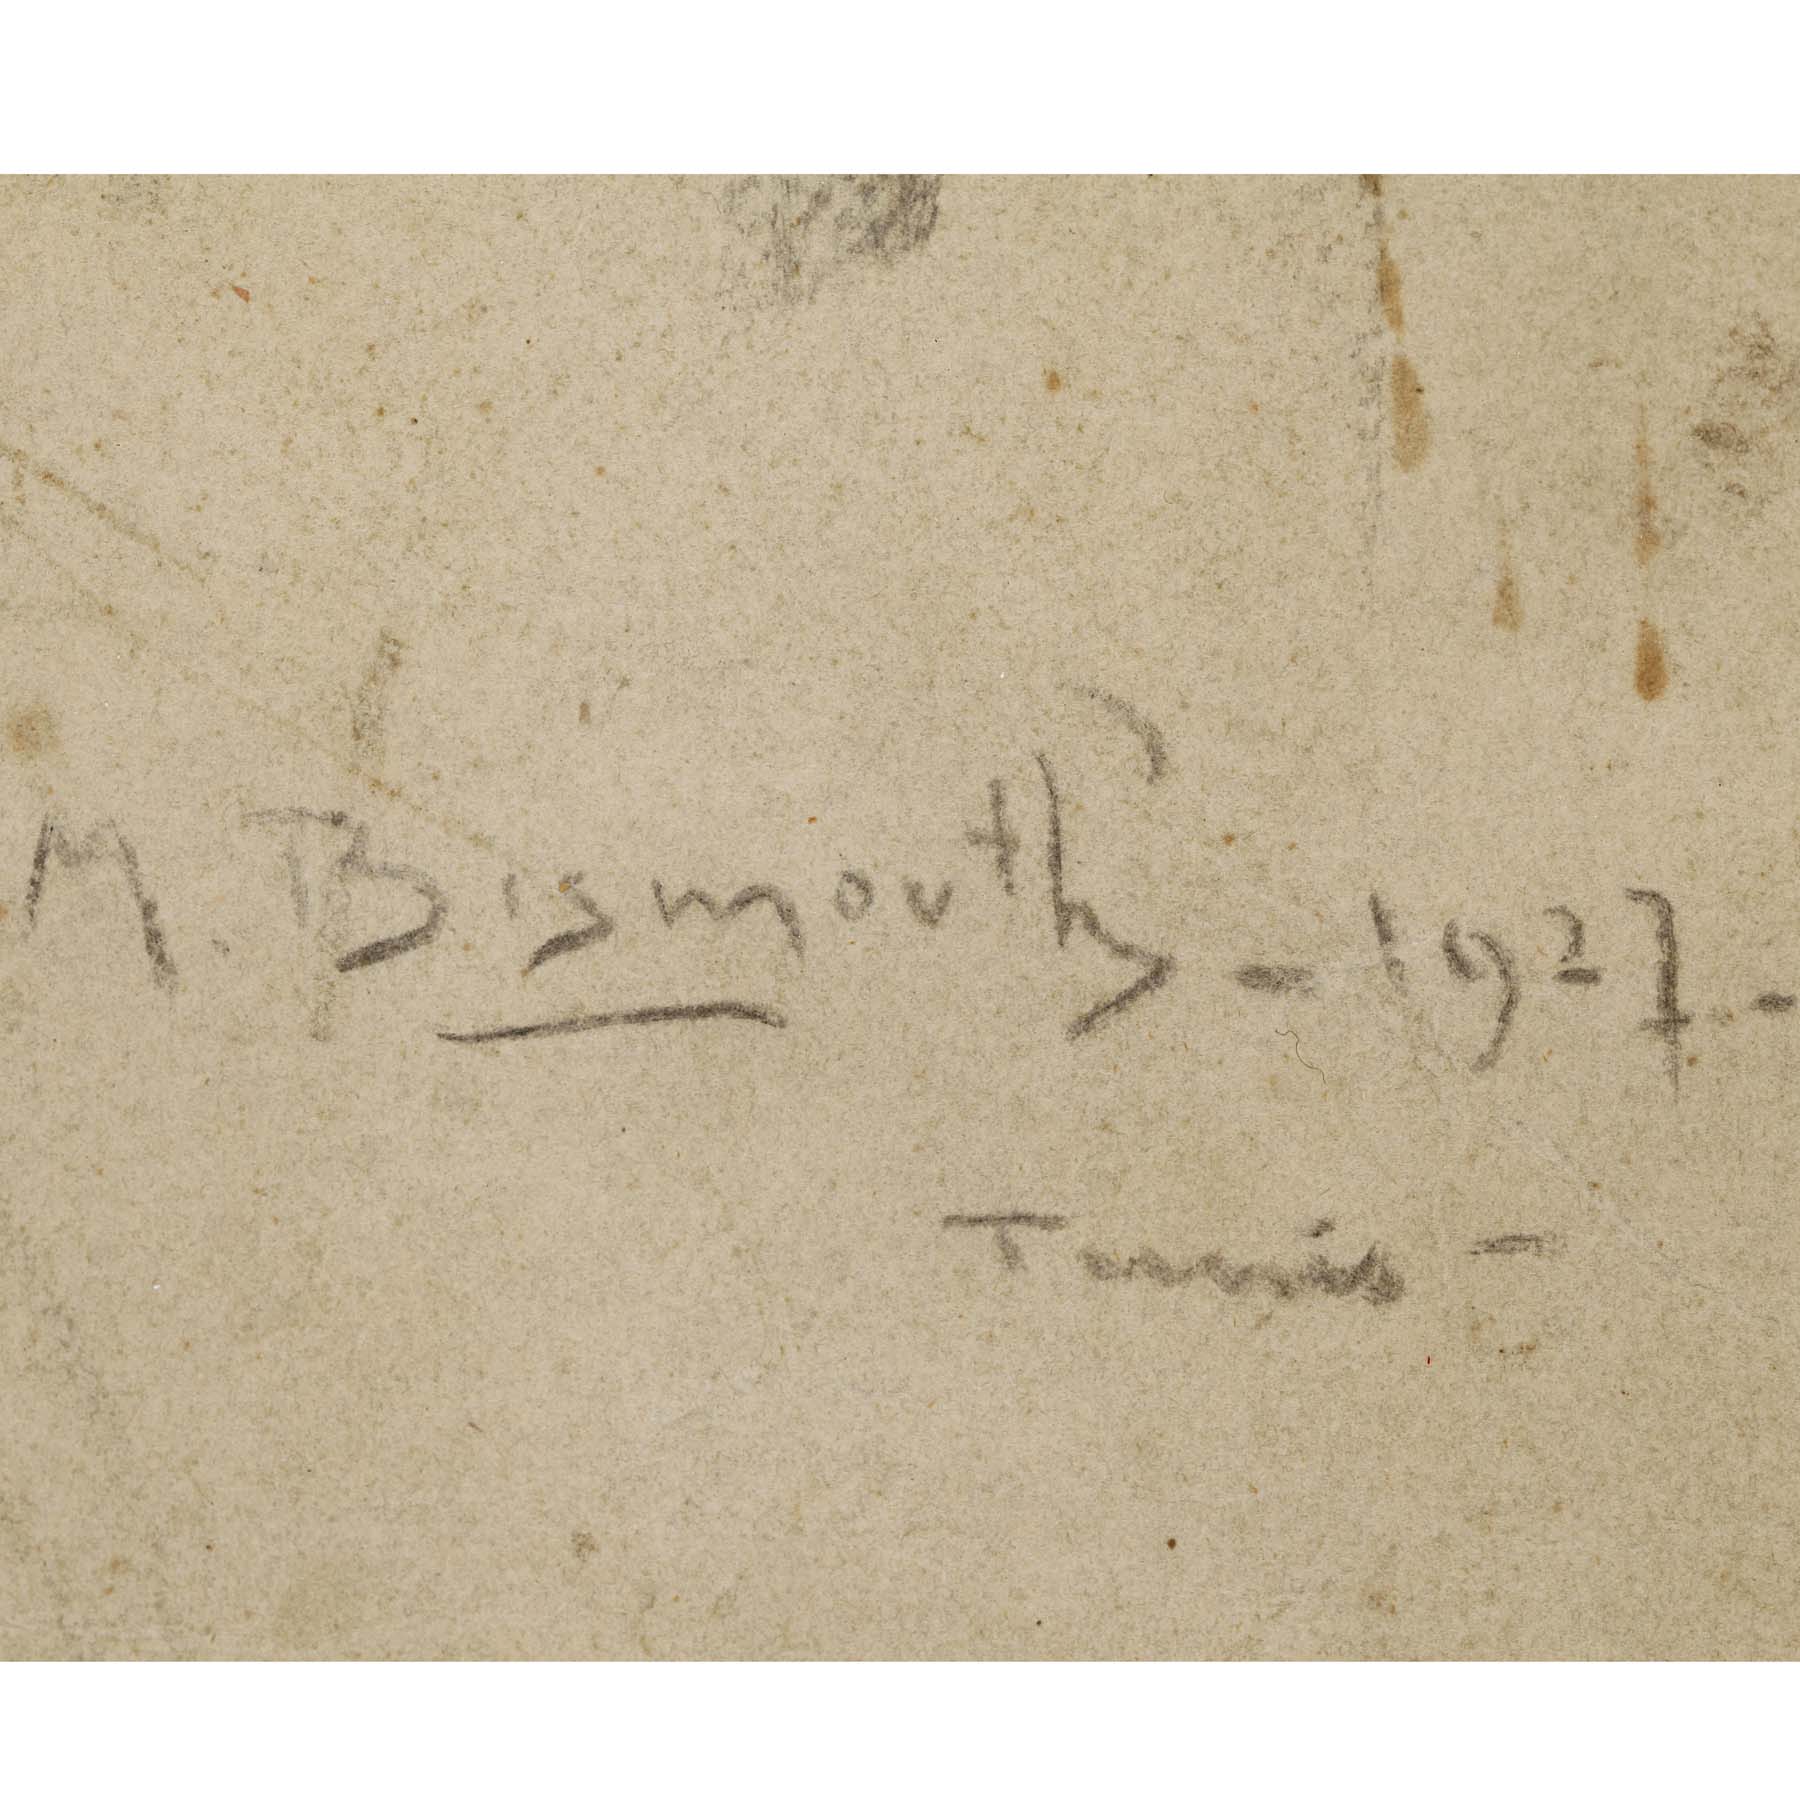 M. Bismouth - 1927 -
Tunis -